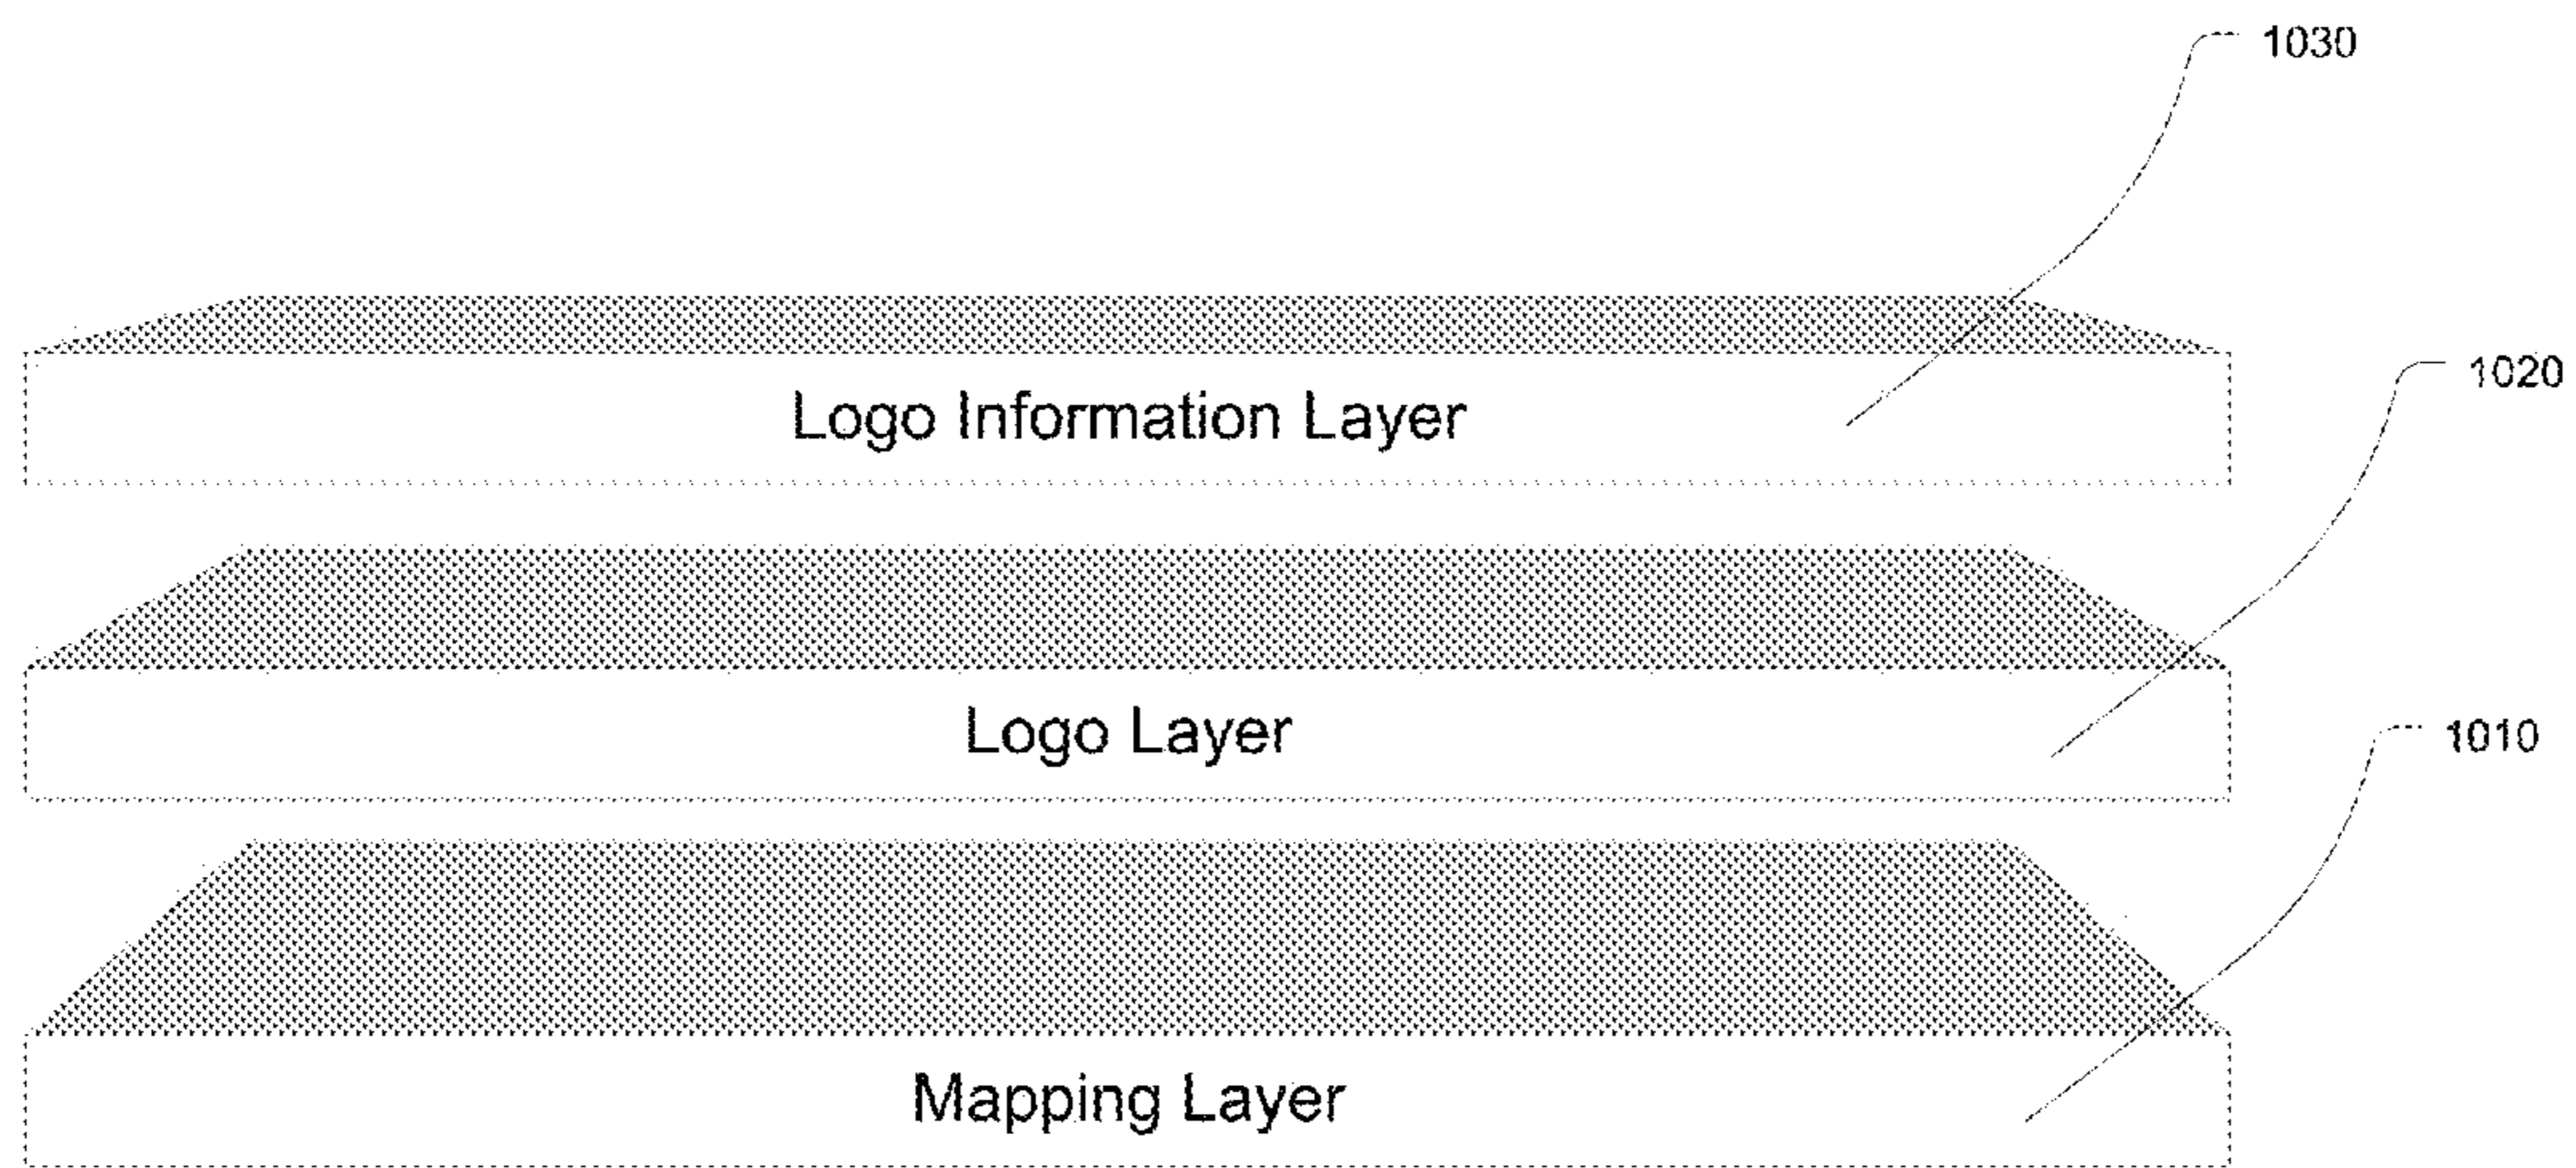 1030
Logo Information Layer
1020
Logo Layer
1010
Mapping Layer